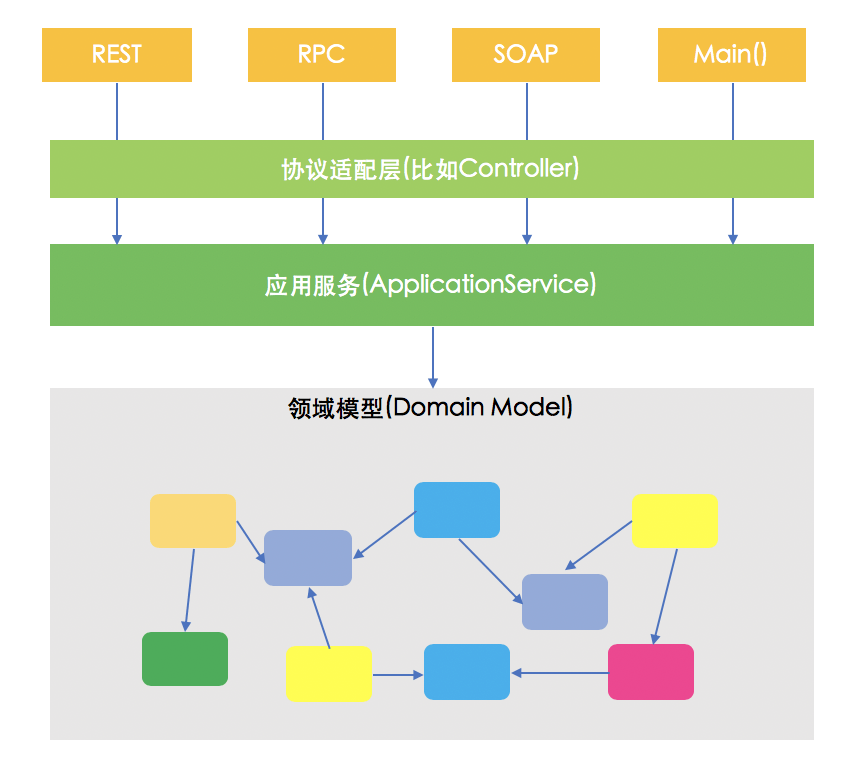 REST
RPC
SOAP
Main()
协议适配层(比如Controller)
应用服务(ApplicationService)
领域模型(Domain Model)